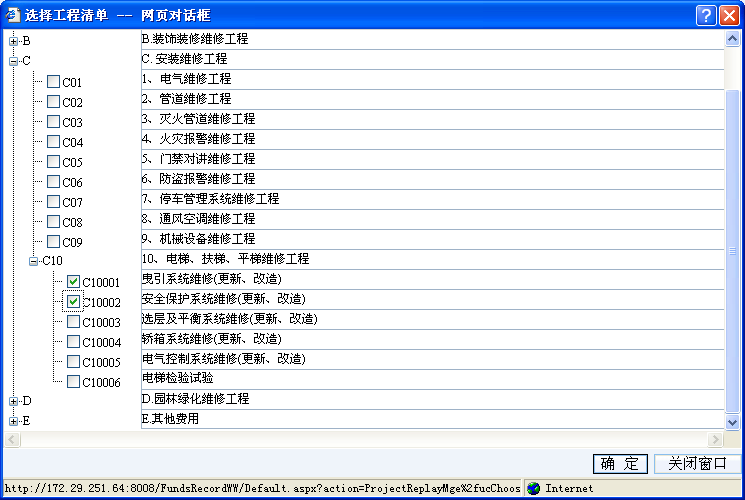 选择工程清单 -- 网页对话框
B B.装饰装修维修工程
C C. 安装维修工程
C01 1、电气维修工程
C02 2、管道维修工程
C03 3、灭火管道维修工程
C04 4、火灾报警维修工程
C05 5、门禁对讲维修工程
C06 6、防盗报警维修工程
C07 7、停车管理系统维修工程
C08 8、通风空调维修工程
C09 9、机械设备维修工程
C10 10、电梯、扶梯、平梯维修工程
C10001 曳引系统维修(更新、改造)
C10002 安全保护系统维修(更新、改造)
C10003 选层及平衡系统维修(更新、改造)
C10004 轿箱系统维修(更新、改造)
C10005 电气控制系统维修(更新、改造)
C10006 电梯检验试验
D D.园林绿化维修工程
E E.其他费用
确 定 关闭窗口
http://172.29.251.64:8008/FundsRecordWW/Default.aspx?action=ProjectReplayMge%2fucChoos Internet